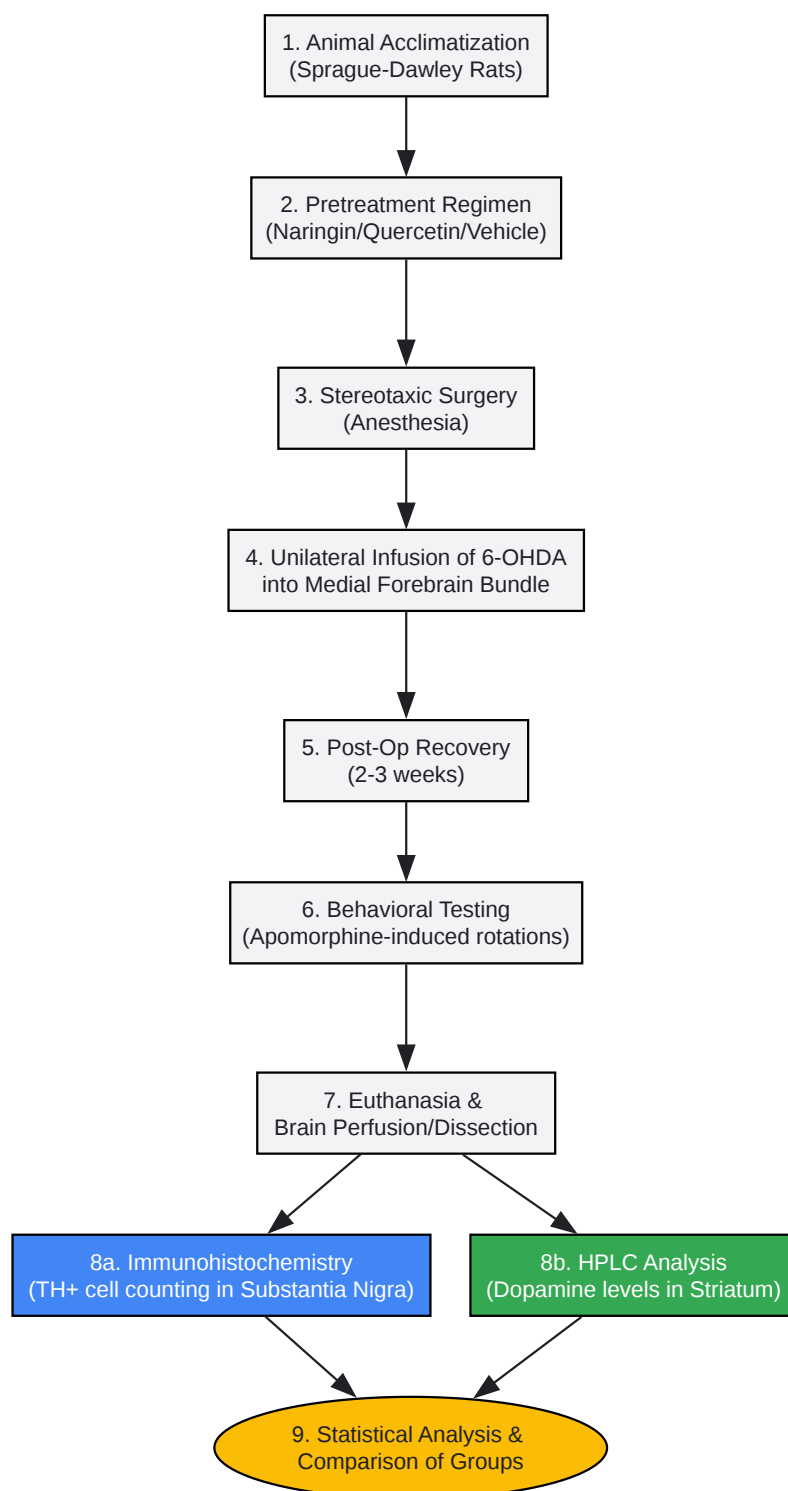 1. Animal Acclimatization
(Sprague-Dawley Rats)
2. Pretreatment Regimen
(Naringin/Quercetin/Vehicle)
3. Stereotaxic Surgery
(Anesthesia)
4. Unilateral Infusion of 6-OHDA
into Medial Forebrain Bundle
5. Post-Op Recovery
(2-3 weeks)
6. Behavioral Testing
(Apomorphine-induced rotations)
7. Euthanasia &
Brain Perfusion/Dissection
8a. Immunohistochemistry
(TH+ cell counting in Substantia Nigra)
8b. HPLC Analysis
(Dopamine levels in Striatum)
9. Statistical Analysis &
Comparison of Groups